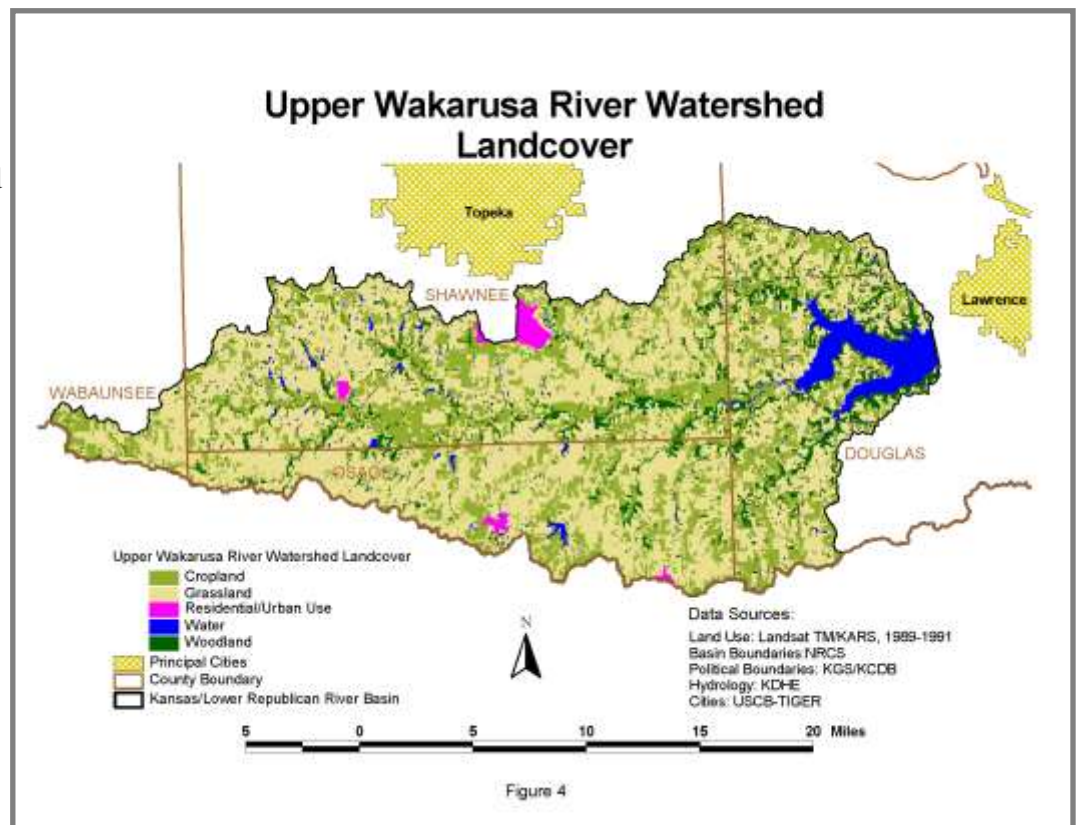 Upper Wakarusa River Watershed
Landcover
Topeka
SHAWNEE
Lawrence
WABAUNSEE
DOUGLAS
OSAGE
Upper Wakarusa River Watershed Landcover
Cropland
Grassland
Residential/Urban Use
Water
Woodland
Principal Cities
County Boundary
Kansas/Lower Republican River Basin
N
Data Sources:
Land Use: Landsat TM/KARS, 1989-1991
Basin Boundaries:NRCS
Political Boundaries: KGS/KCDB
Hydrology: KDHE
Cities: USCB-TIGER
5 0 5 10 15 20 Miles
Figure 4